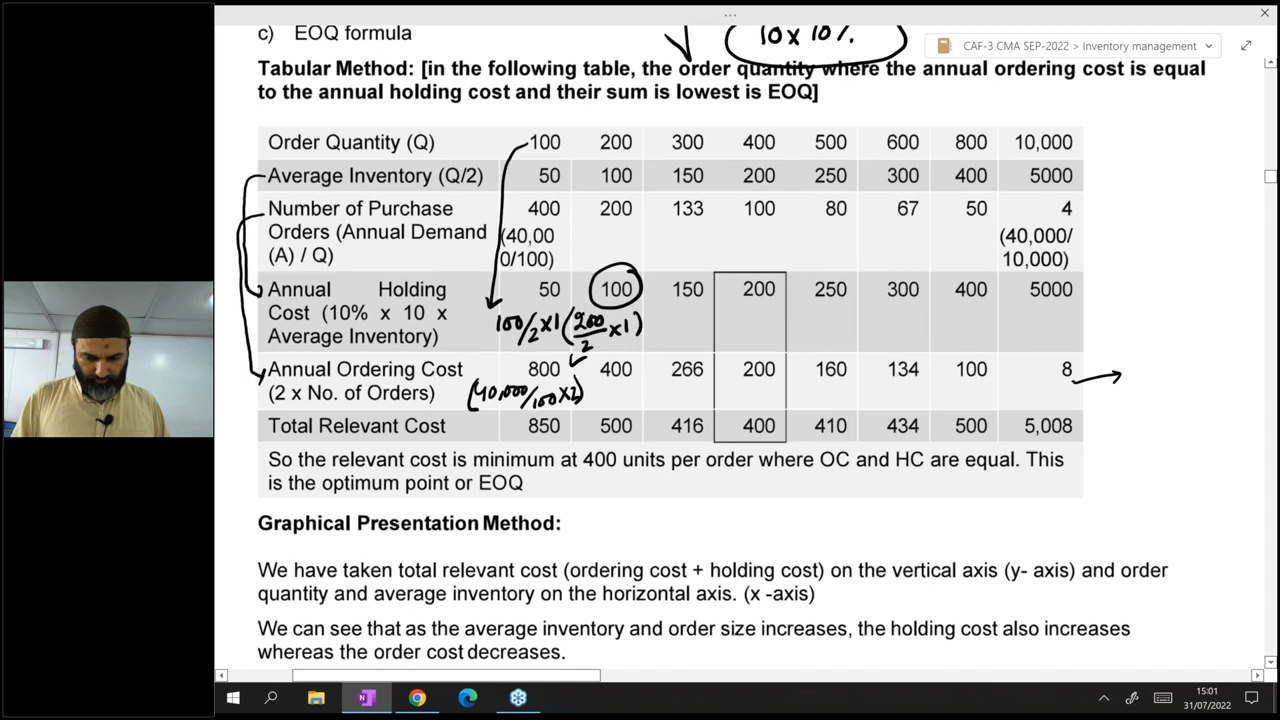 c) EOQ formula
10 x 10%
CAF-3 CMA SEP-2022 > Inventory management
Tabular Method: [in the following table, the order quantity where the annual ordering cost is equal
to the annual holding cost and their sum is lowest is EOQ]
Order Quantity (Q) 100 200 300 400 500 600 800 10,000
Average Inventory (Q/2) 50 100 150 200 250 300 400 5000
Number of Purchase 400 200 133 100 80 67 50 4
Orders (Annual Demand (40,00 (40,000/
(A) / Q) 0/100) 10,000)
Annual Holding 50 100 150 200 250 300 400 5000
Cost (10% x 10 x
Average Inventory)
100/2 x1 (200/2 x1)
Annual Ordering Cost 800 400 266 200 160 134 100 8
(2 x No. of Orders)
(40,000/100 x2)
Total Relevant Cost 850 500 416 400 410 434 500 5,008
So the relevant cost is minimum at 400 units per order where OC and HC are equal. This
is the optimum point or EOQ
Graphical Presentation Method:
We have taken total relevant cost (ordering cost + holding cost) on the vertical axis (y- axis) and order
quantity and average inventory on the horizontal axis. (x -axis)
We can see that as the average inventory and order size increases, the holding cost also increases
whereas the order cost decreases.
15:01
31/07/2022